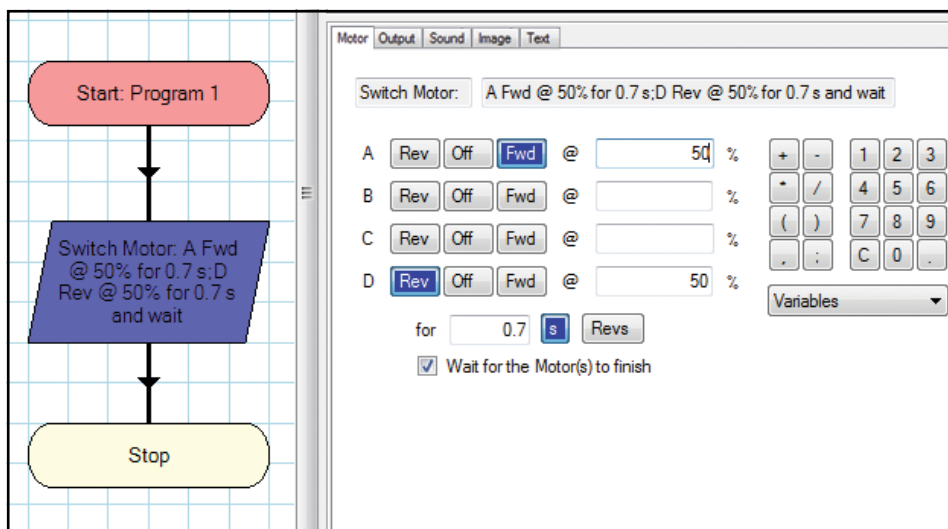 Start: Program 1
Switch Motor: A Fwd
@ 50% for 0.7 s;D
Rev @ 50% for 0.7 s
and wait
Stop
Motor Output Sound Image Text
Switch Motor: A Fwd @ 50% for 0.7 s;D Rev @ 50% for 0.7 s and wait
A Rev Off Fwd @ 50 %
B Rev Off Fwd @ %
C Rev Off Fwd @ %
D Rev Off Fwd @ 50 %
for 0.7 s Revs
Wait for the Motor(s) to finish
+ - 1 2 3
* / 4 5 6
( ) 7 8 9
, ; C 0 .
Variables